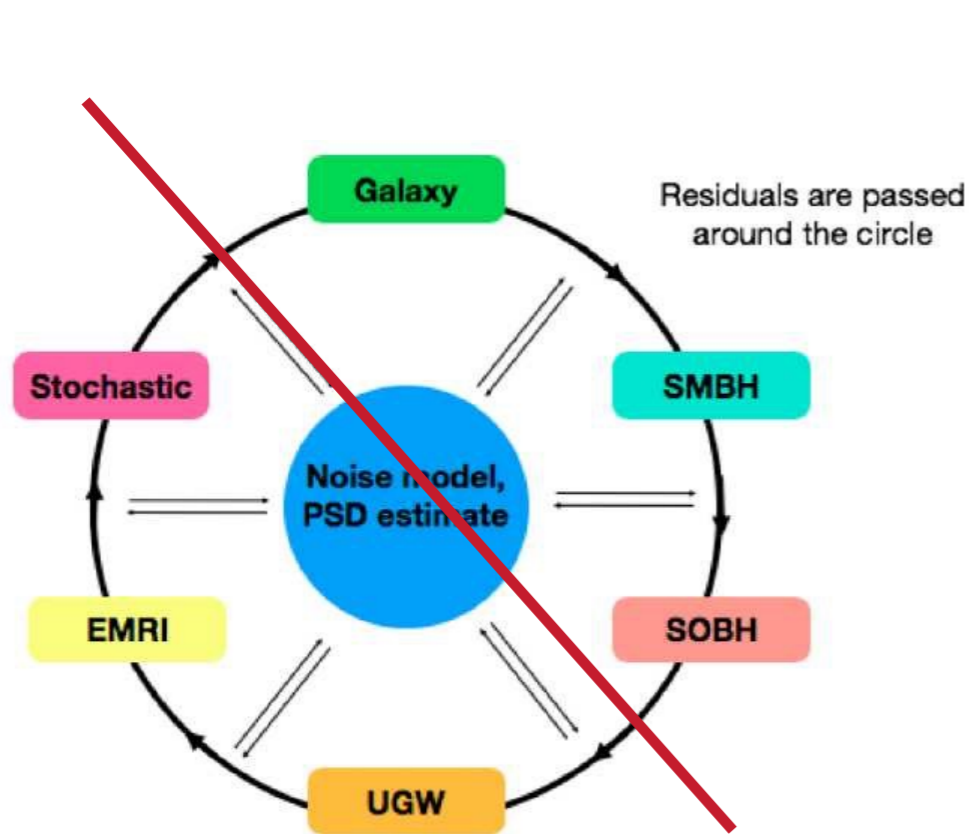 Galaxy
Residuals are passed
around the circle
Stochastic
SMBH
Noise model,
PSD estimate
EMRI
SOBH
UGW